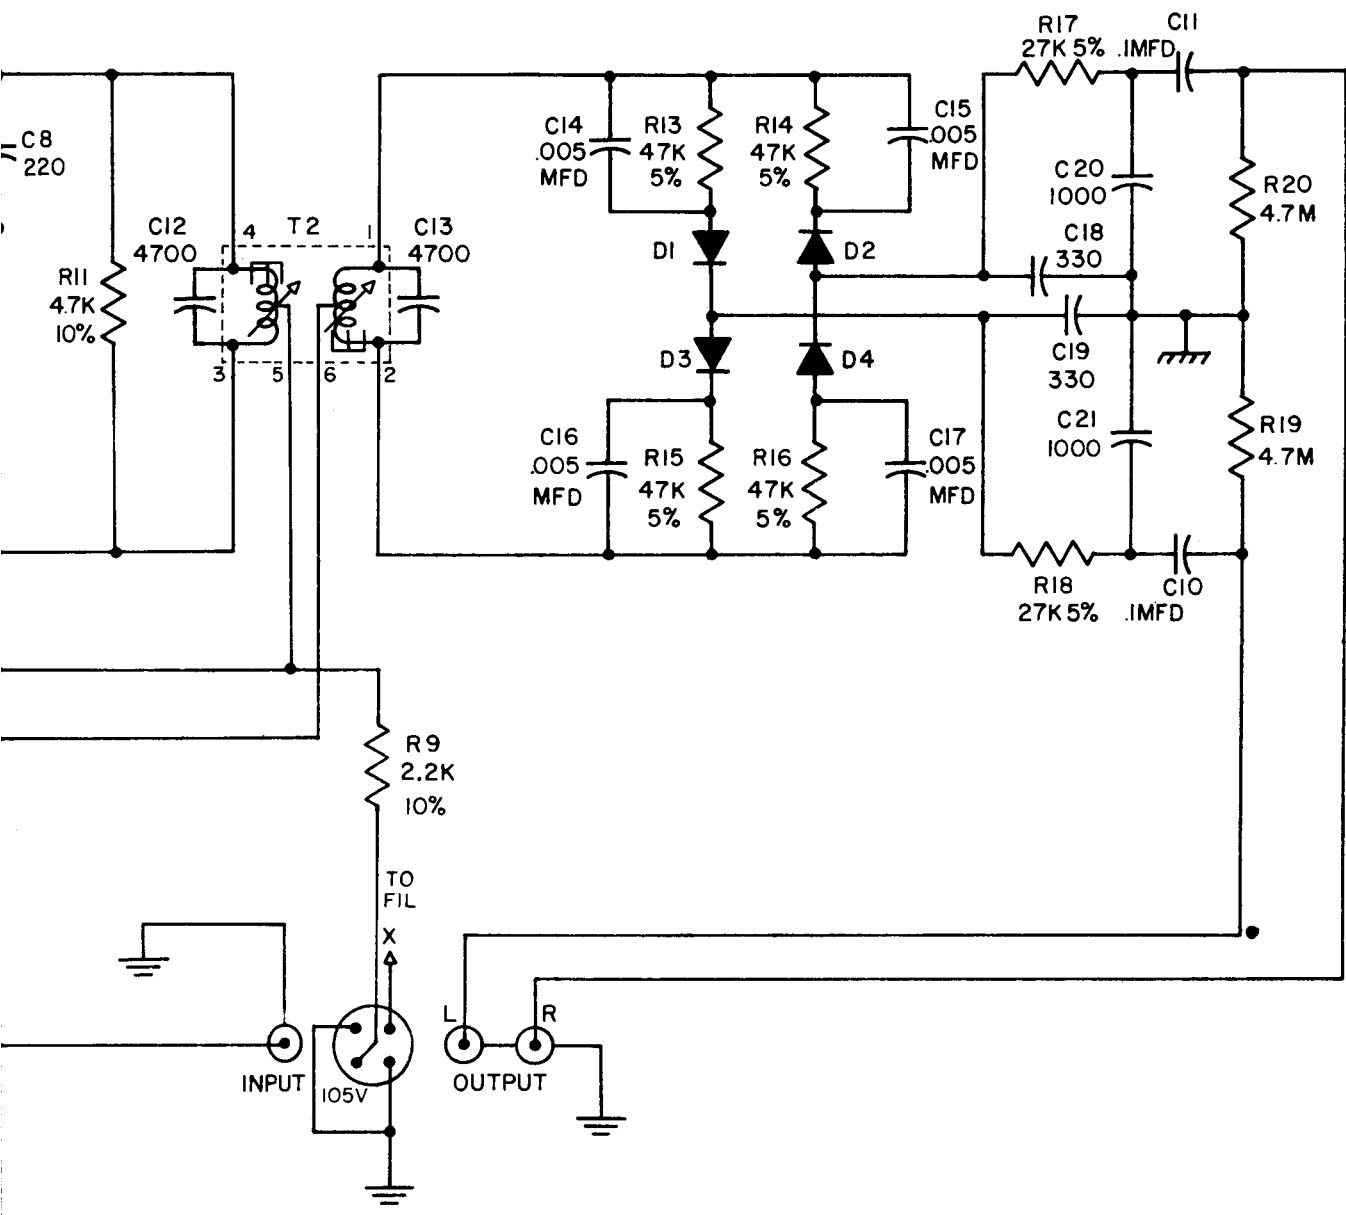 R17
27K 5%
C11
.1MFD
C8
220
C14
.005
MFD
R13
47K
5%
R14
47K
5%
C15
.005
MFD
C20
1000
R20
4.7M
C12
4700
4
T2
1
C13
4700
D1
D2
C18
330
R11
4.7K
10%
D3
D4
C19
330
3
5
6
2
C16
.005
MFD
R15
47K
5%
R16
47K
5%
C17
.005
MFD
C21
1000
R19
4.7M
R18
27K 5%
C10
.1MFD
R9
2.2K
10%
TO
FIL
X
L
R
INPUT
105V
OUTPUT